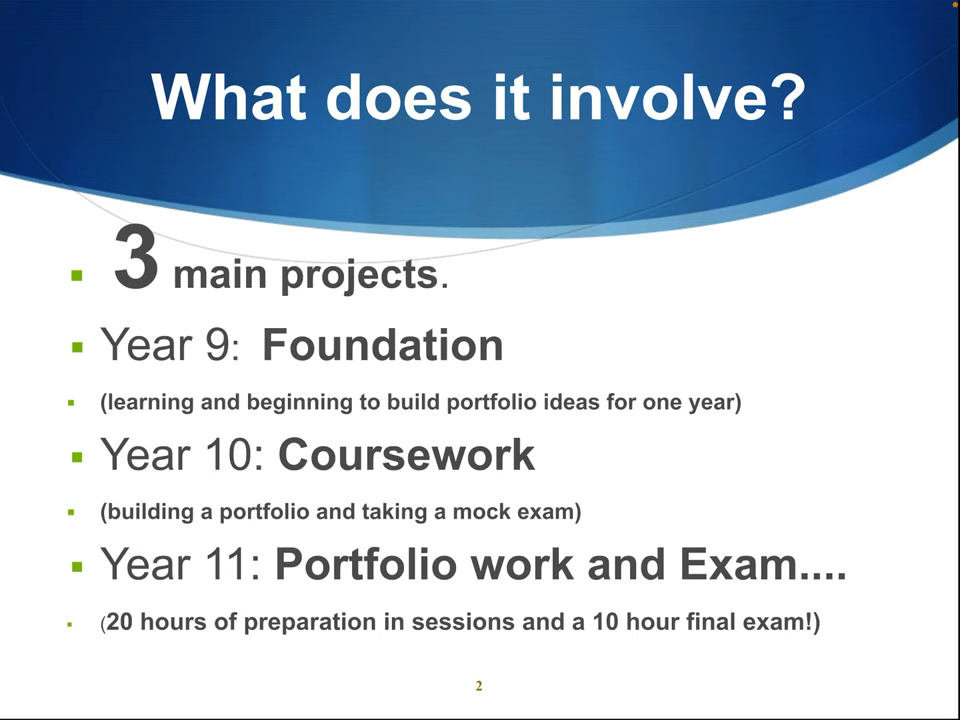 What does it involve?
3 main projects.
Year 9: Foundation
(learning and beginning to build portfolio ideas for one year)
Year 10: Coursework
(building a portfolio and taking a mock exam)
Year 11: Portfolio work and Exam....
(20 hours of preparation in sessions and a 10 hour final exam!)
2